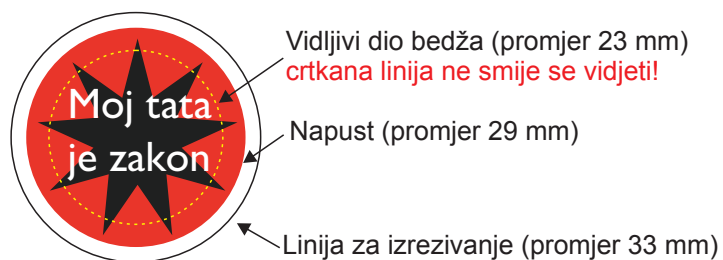 Moj tata
je zakon
Vidljivi dio bedža (promjer 23 mm)
crtkana linija ne smije se vidjeti!
Napust (promjer 29 mm)
Linija za izrezivanje (promjer 33 mm)